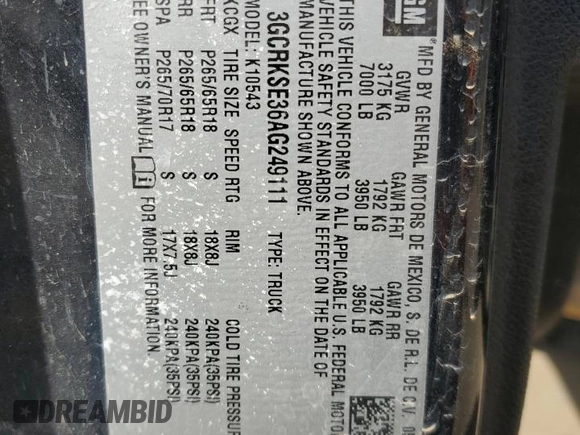 GM
MFD BY GENERAL MOTORS DE MEXICO, S. DE R.L. DE C.V.
GVWR GAWR FRT GAWR RR
3175 KG 1792 KG 1792 KG
7000 LB 3950 LB 3950 LB
THIS VEHICLE CONFORMS TO ALL APPLICABLE U.S. FEDERAL MOTOR
VEHICLE SAFETY STANDARDS IN EFFECT ON THE DATE OF
MANUFACTURE SHOWN ABOVE.
3GCRKSE36AG249111 TYPE: TRUCK
MODEL: K10543
TIRE SIZE SPEED RTG RIM COLD TIRE PRESSURE
FRT P265/65R18 S 18X8J 240KPA(35PSI)
RR P265/65R18 S 18X8J 240KPA(35PSI)
SPA P265/70R17 S 17X7.5J 240KPA(35PSI)
SEE OWNER'S MANUAL FOR MORE INFORMATION.
DREAMBID